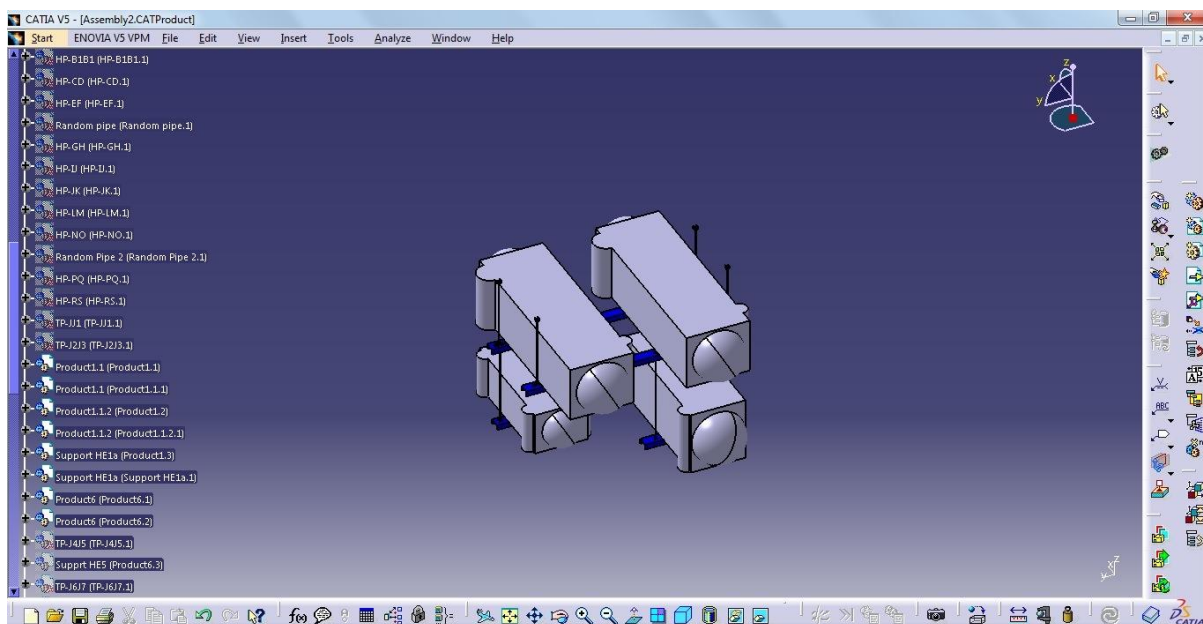 CATIA V5 - [Assembly2.CATProduct]
Start ENOVIA V5 VPM File Edit View Insert Tools Analyze Window Help
HP-B1B1 (HP-B1B1.1)
HP-CD (HP-CD.1)
HP-EF (HP-EF.1)
Random pipe (Random pipe.1)
HP-GH (HP-GH.1)
HP-IJ (HP-IJ.1)
HP-JK (HP-JK.1)
HP-LM (HP-LM.1)
HP-NO (HP-NO.1)
Random Pipe 2 (Random Pipe 2.1)
HP-PQ (HP-PQ.1)
HP-RS (HP-RS.1)
TP-JJ1 (TP-JJ1.1)
TP-J2J3 (TP-J2J3.1)
Product1.1 (Product1.1)
Product1.1 (Product1.1.1)
Product1.1.2 (Product1.2)
Product1.1.2 (Product1.1.2.1)
Support HE1a (Product1.3)
Support HE1a (Support HE1a.1)
Product6 (Product6.1)
Product6 (Product6.2)
TP-J4J5 (TP-J4J5.1)
Supprt HE5 (Product6.3)
TP-J6J7 (TP-J6J7.1)
z
x
y
ABC
f(x)
CATIA